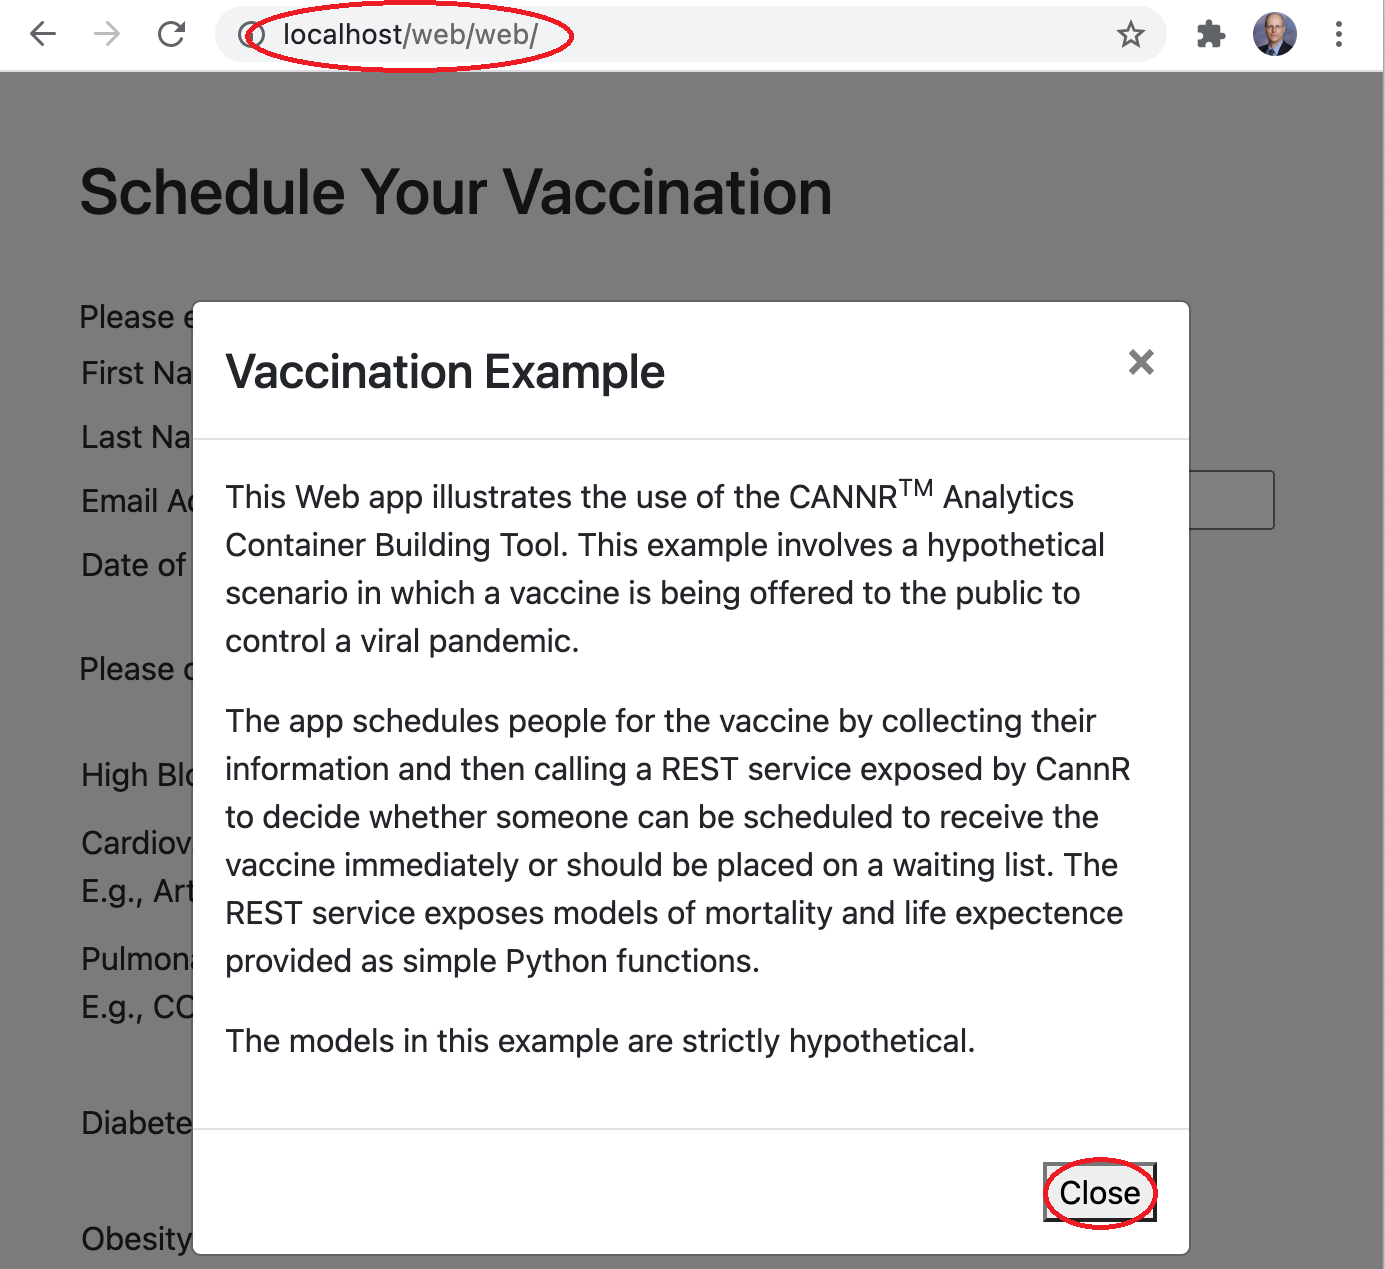 localhost/web/web/
Schedule Your Vaccination
Please e
First Na
Last Na
Email Ad
Date of
Please c
High Blo
Cardiov
E.g., Art
Pulmona
E.g., CO
Diabete
Obesity
Vaccination Example
×
This Web app illustrates the use of the CANNR™ Analytics
Container Building Tool. This example involves a hypothetical
scenario in which a vaccine is being offered to the public to
control a viral pandemic.
The app schedules people for the vaccine by collecting their
information and then calling a REST service exposed by CannR
to decide whether someone can be scheduled to receive the
vaccine immediately or should be placed on a waiting list. The
REST service exposes models of mortality and life expectence
provided as simple Python functions.
The models in this example are strictly hypothetical.
Close